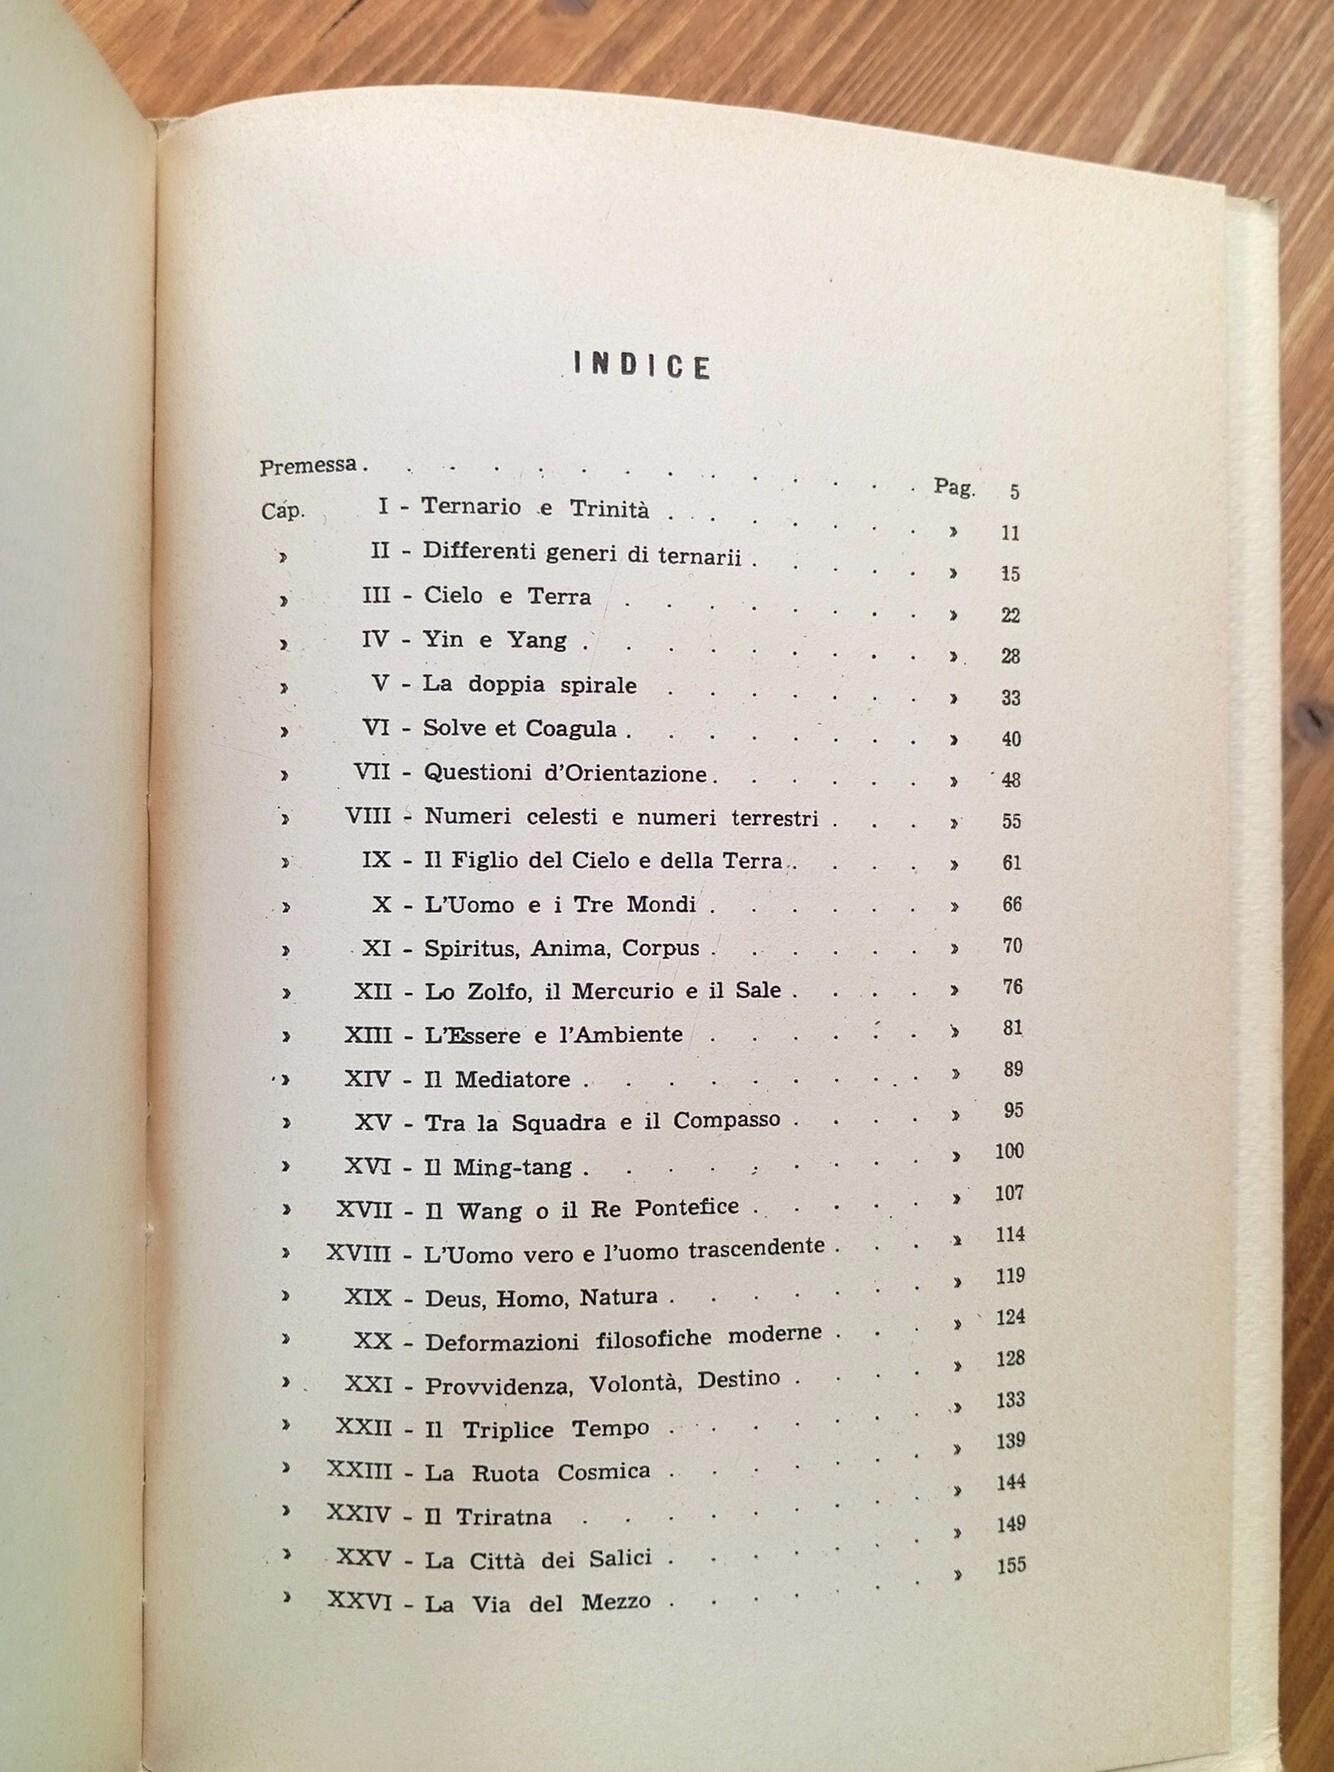 INDICE
Premessa . . . . . . . . . . . . . Pag. 5
Cap. I - Ternario e Trinità . . . . . . . » 11
» II - Differenti generi di ternarii . . . . . » 15
» III - Cielo e Terra . . . . . . . . » 22
» IV - Yin e Yang . . . . . . . . . » 28
» V - La doppia spirale . . . . . . . » 33
» VI - Solve et Coagula . . . . . . . . » 40
» VII - Questioni d'Orientazione . . . . . . » 48
» VIII - Numeri celesti e numeri terrestri . . . » 55
» IX - Il Figlio del Cielo e della Terra . . . . » 61
» X - L'Uomo e i Tre Mondi . . . . . . » 66
» XI - Spiritus, Anima, Corpus . . . . . . » 70
» XII - Lo Zolfo, il Mercurio e il Sale . . . . » 76
» XIII - L'Essere e l'Ambiente . . . . . . » 81
» XIV - Il Mediatore . . . . . . . . . » 89
» XV - Tra la Squadra e il Compasso . . . . » 95
» XVI - Il Ming-tang . . . . . . . . . » 100
» XVII - Il Wang o il Re Pontefice . . . . . » 107
» XVIII - L'Uomo vero e l'uomo trascendente . . . » 114
» XIX - Deus, Homo, Natura . . . . . . . » 119
» XX - Deformazioni filosofiche moderne . . . » 124
» XXI - Provvidenza, Volontà, Destino . . . . » 128
» XXII - Il Triplice Tempo . . . . . . . » 133
» XXIII - La Ruota Cosmica . . . . . . . » 139
» XXIV - Il Triratna . . . . . . . . . » 144
» XXV - La Città dei Salici . . . . . . . » 149
» XXVI - La Via del Mezzo . . . . . . . » 155